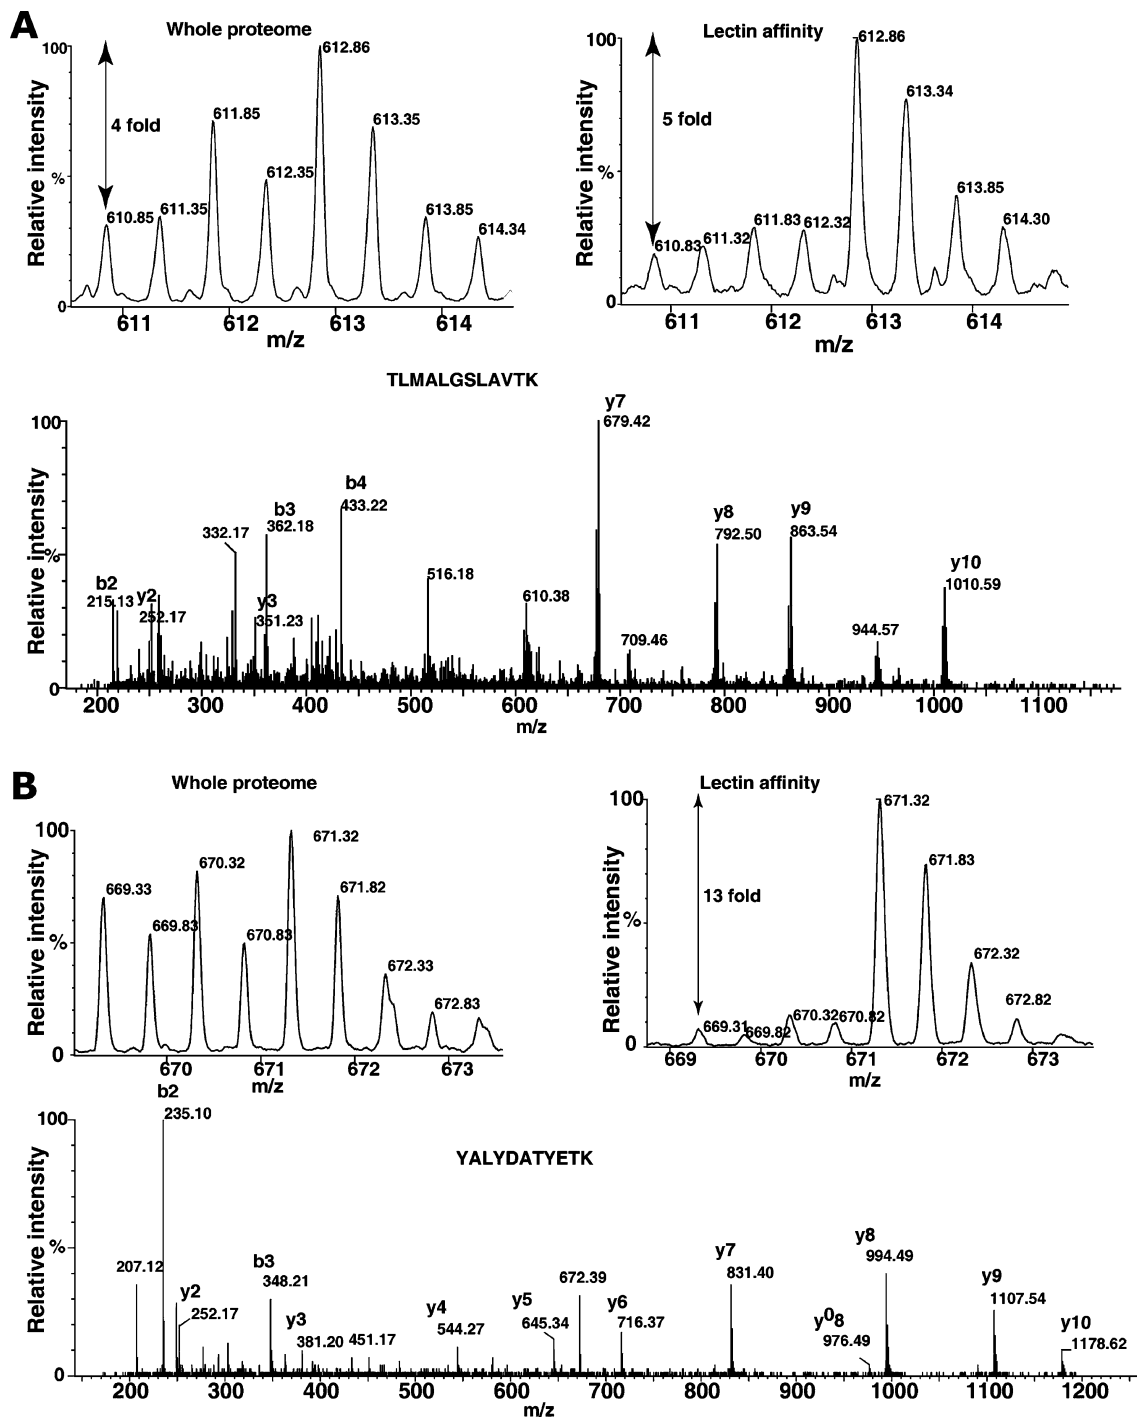 A
Whole proteome
Lectin affinity
Relative intensity
100
%
0
4 fold
610.85
611.35
611.85
612.35
612.86
613.35
613.85
614.34
611
612
613
614
m/z
Relative intensity
100
%
0
5 fold
610.83
611.32
611.83
612.32
612.86
613.34
613.85
614.30
611
612
613
614
m/z
TLMALGSLAVTK
Relative intensity
100
%
0
b2
215.13
y2
252.17
332.17
y3
351.23
b3
362.18
b4
433.22
516.18
610.38
y7
679.42
709.46
y8
792.50
y9
863.54
944.57
y10
1010.59
200
300
400
500
600
700
800
900
1000
1100
m/z
B
Whole proteome
Lectin affinity
Relative intensity
100
%
0
669.33
669.83
670.32
670.83
671.32
671.82
672.33
672.83
670
671
672
673
m/z
Relative intensity
100
%
0
13 fold
669.31
669.82
670.32
670.82
671.32
671.83
672.32
672.82
669
670
671
672
673
m/z
YALYDATYETK
Relative intensity
100
%
0
207.12
b2
235.10
y2
252.17
b3
348.21
y3
381.20
451.17
y4
544.27
y5
645.34
672.39
y6
716.37
y7
831.40
y08
976.49
y8
994.49
y9
1107.54
y10
1178.62
200
300
400
500
600
700
800
900
1000
1100
1200
m/z